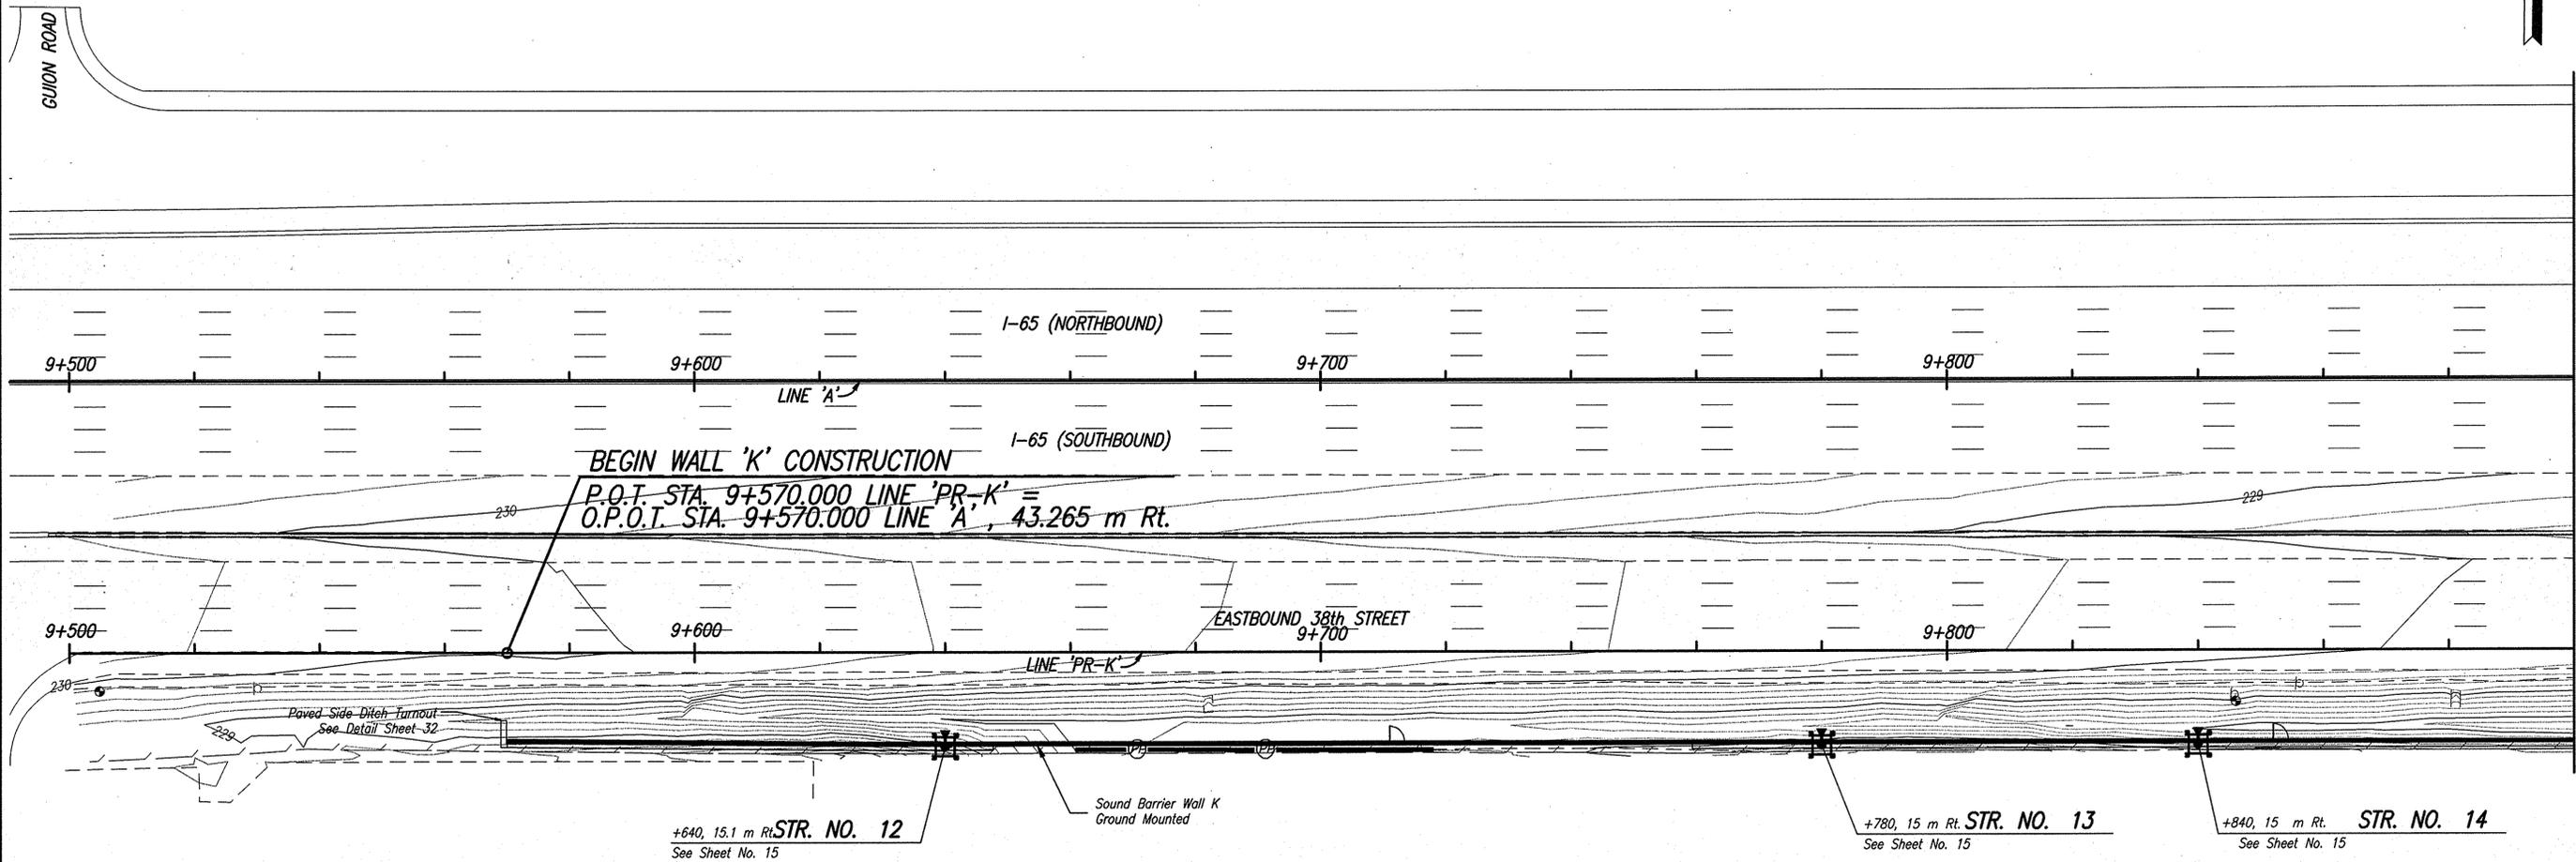 GUION ROAD
I-65 (NORTHBOUND)
9+500
9+600
9+700
9+800
LINE 'A'
I-65 (SOUTHBOUND)
BEGIN WALL 'K' CONSTRUCTION
P.O.T. STA. 9+570.000 LINE 'PR-K' =
O.P.O.T. STA. 9+570.000 LINE 'A' , 43.265 m Rt.
230
229
EASTBOUND 38th STREET
9+500
9+600
9+700
9+800
LINE 'PR-K'
230
Paved Side Ditch Turnout
See Detail Sheet 32
229
Sound Barrier Wall K
Ground Mounted
+640, 15.1 m Rt. STR. NO. 12
See Sheet No. 15
+780, 15 m Rt. STR. NO. 13
See Sheet No. 15
+840, 15 m Rt. STR. NO. 14
See Sheet No. 15